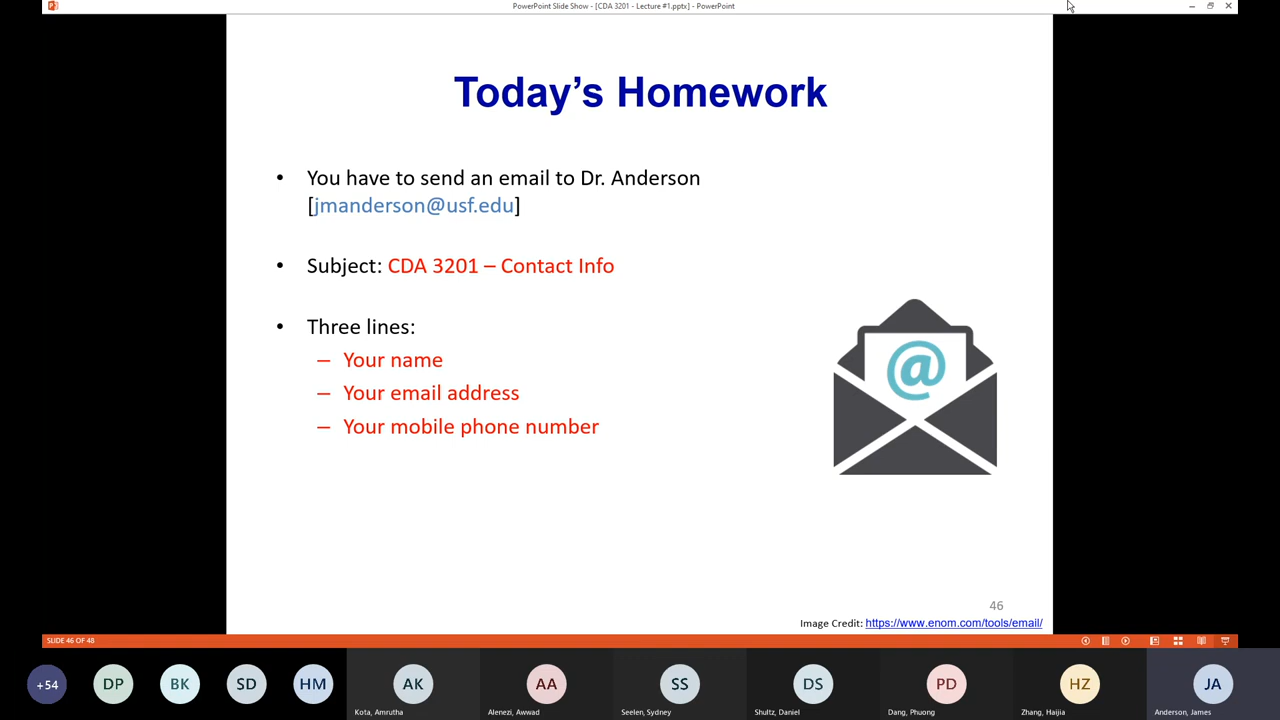 PowerPoint Slide Show - [CDA 3201 - Lecture #1.pptx] - PowerPoint
Today's Homework
• You have to send an email to Dr. Anderson
[jmanderson@usf.edu]
• Subject: CDA 3201 – Contact Info
• Three lines:
– Your name
– Your email address
– Your mobile phone number
@
46
Image Credit: https://www.enom.com/tools/email/
SLIDE 46 OF 48
+54 DP BK SD HM AK AA SS DS PD HZ JA
Kota, Amrutha Alenezi, Awwad Seelen, Sydney Shultz, Daniel Dang, Phuong Zhang, Haijia Anderson, James